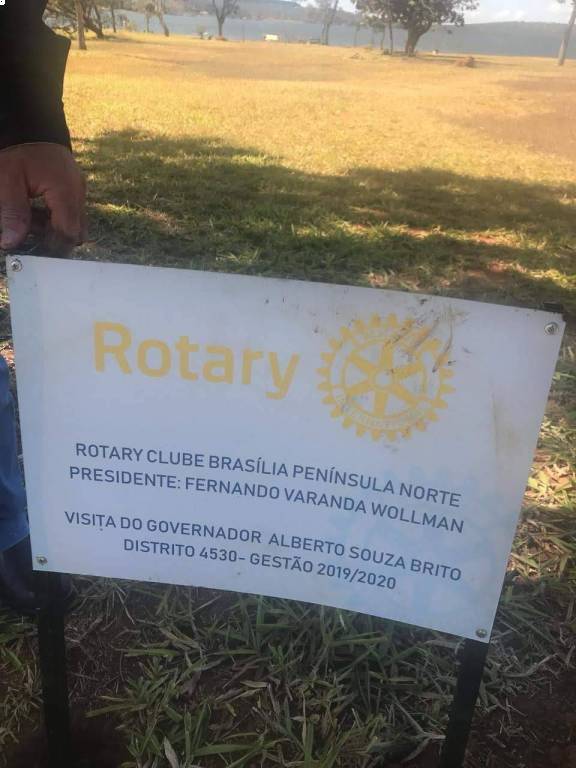 Rotary
ROTARY CLUBE BRASÍLIA PENÍNSULA NORTE
PRESIDENTE: FERNANDO VARANDA WOLLMAN
VISITA DO GOVERNADOR ALBERTO SOUZA BRITO
DISTRITO 4530- GESTÃO 2019/2020